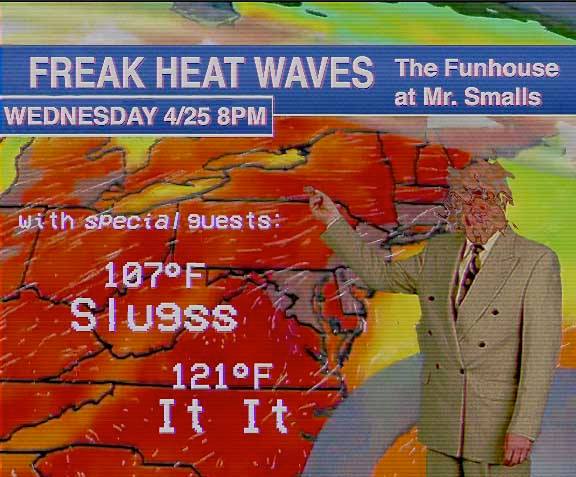 FREAK HEAT WAVES
The Funhouse
at Mr. Smalls
WEDNESDAY 4/25 8PM
with special guests:
107°F
Slugss
121°F
It It